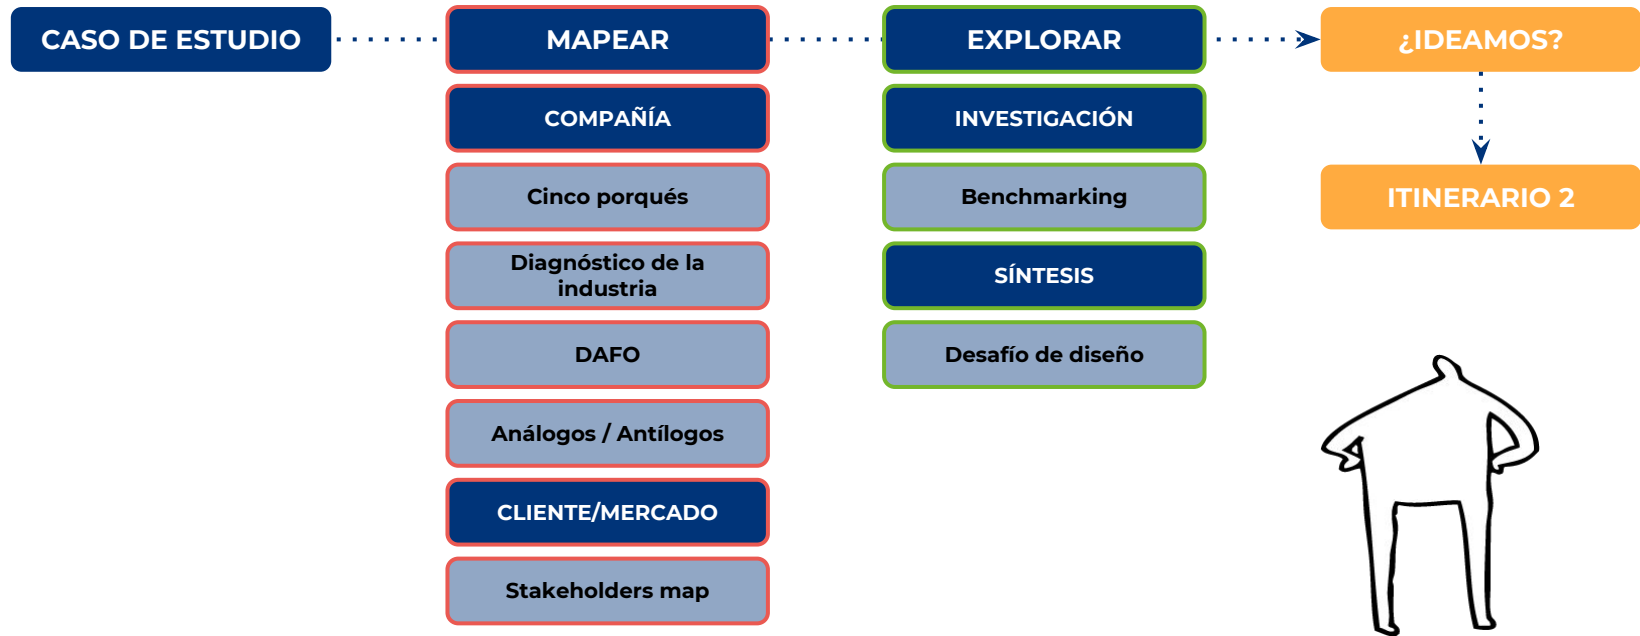 CASO DE ESTUDIO
MAPEAR
COMPAÑÍA
Cinco porqués
Diagnóstico de la
industria
DAFO
Análogos / Antílogos
CLIENTE/MERCADO
Stakeholders map
EXPLORAR
INVESTIGACIÓN
Benchmarking
SÍNTESIS
Desafío de diseño
¿IDEAMOS?
ITINERARIO 2